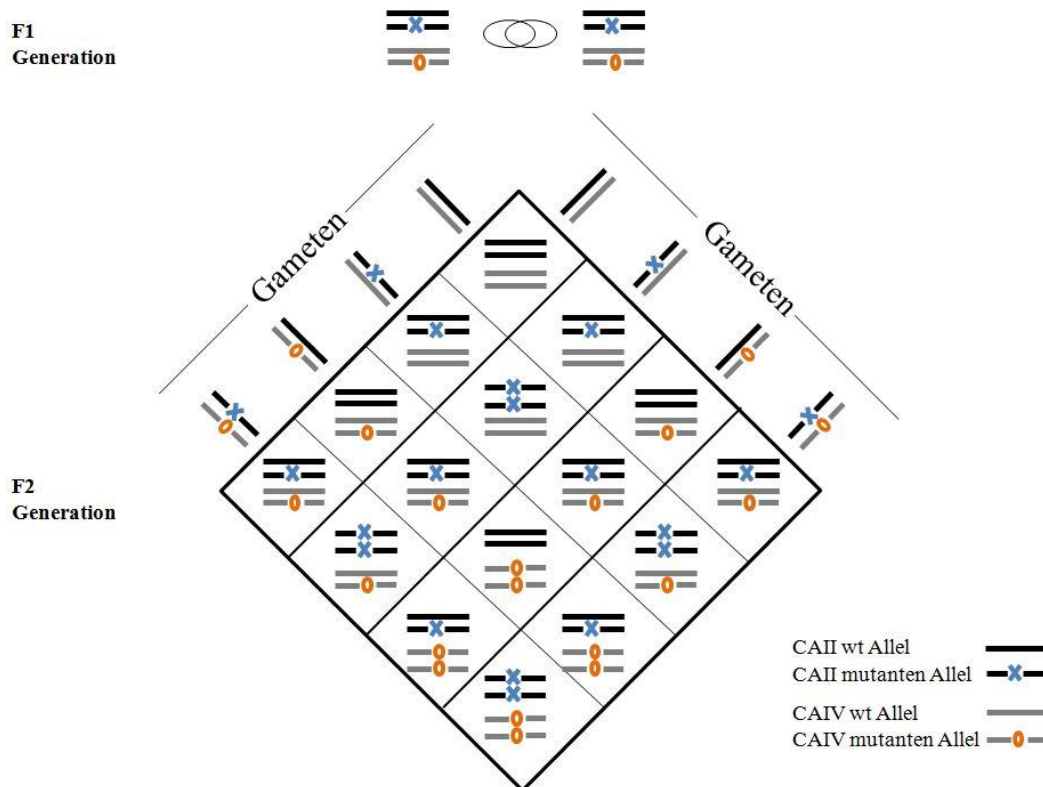 F1
Generation
Gameten
Gameten
F2
Generation
CAII wt Allel
CAII mutanten Allel
CAIV wt Allel
CAIV mutanten Allel